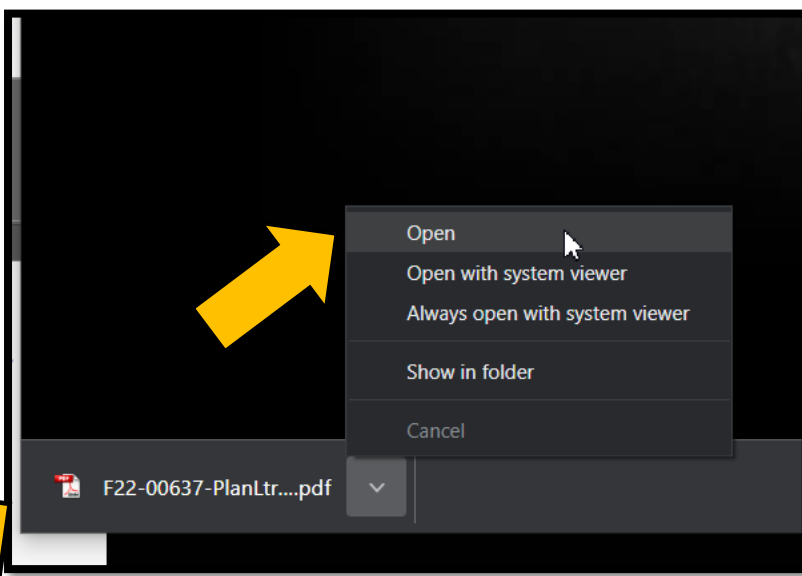 Open
Open with system viewer
Always open with system viewer
Show in folder
Cancel
F22-00637-PlanLtr....pdf